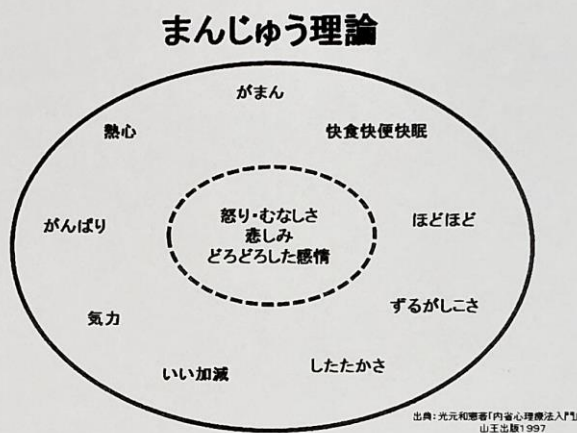 まんじゅう理論
がまん
熱心
快食快便快眠
がんばり
怒り・むなしさ
悲しみ
どろどろした感情
ほどほど
気力
ずるがしこさ
いい加減
したたかさ
出典：光元和憲著「内省心理療法入門」
山王出版1997